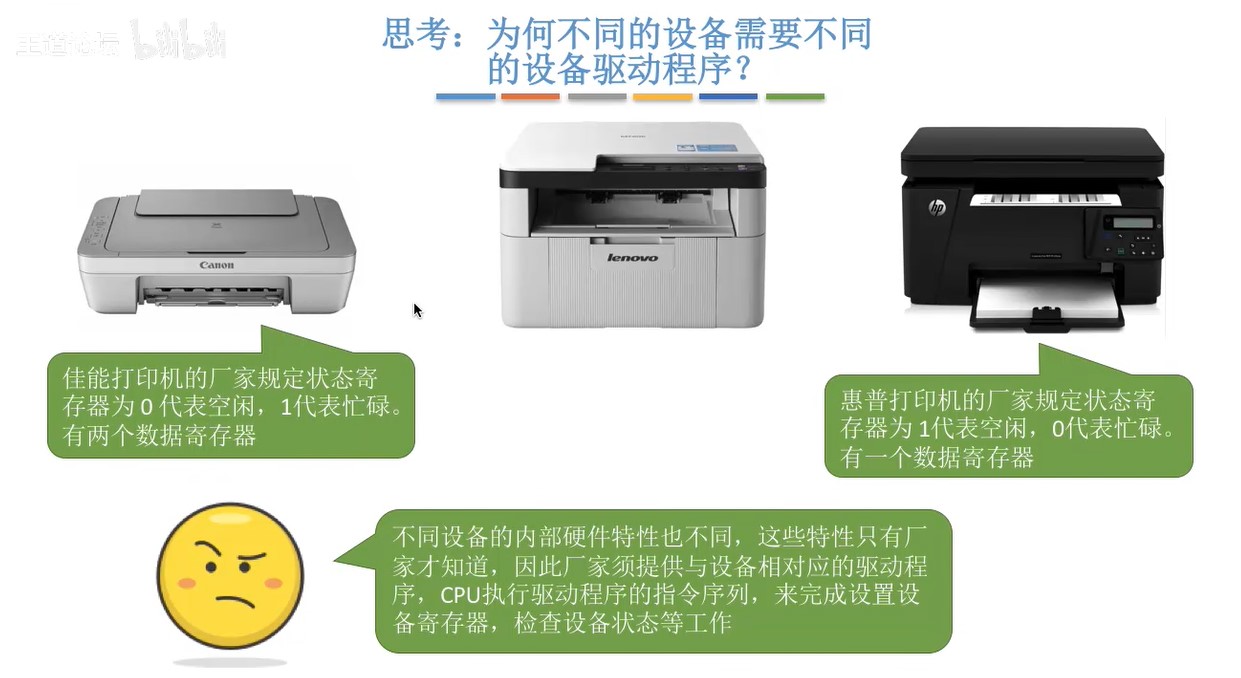 王道论坛 bilibili
思考：为何不同的设备需要不同
的设备驱动程序？
Canon
lenovo
hp
佳能打印机的厂家规定状态寄
存器为 0 代表空闲，1代表忙碌。
有两个数据寄存器
惠普打印机的厂家规定状态寄
存器为 1代表空闲，0代表忙碌。
有一个数据寄存器
不同设备的内部硬件特性也不同，这些特性只有厂
家才知道，因此厂家须提供与设备相对应的驱动程
序，CPU执行驱动程序的指令序列，来完成设置设
备寄存器，检查设备状态等工作